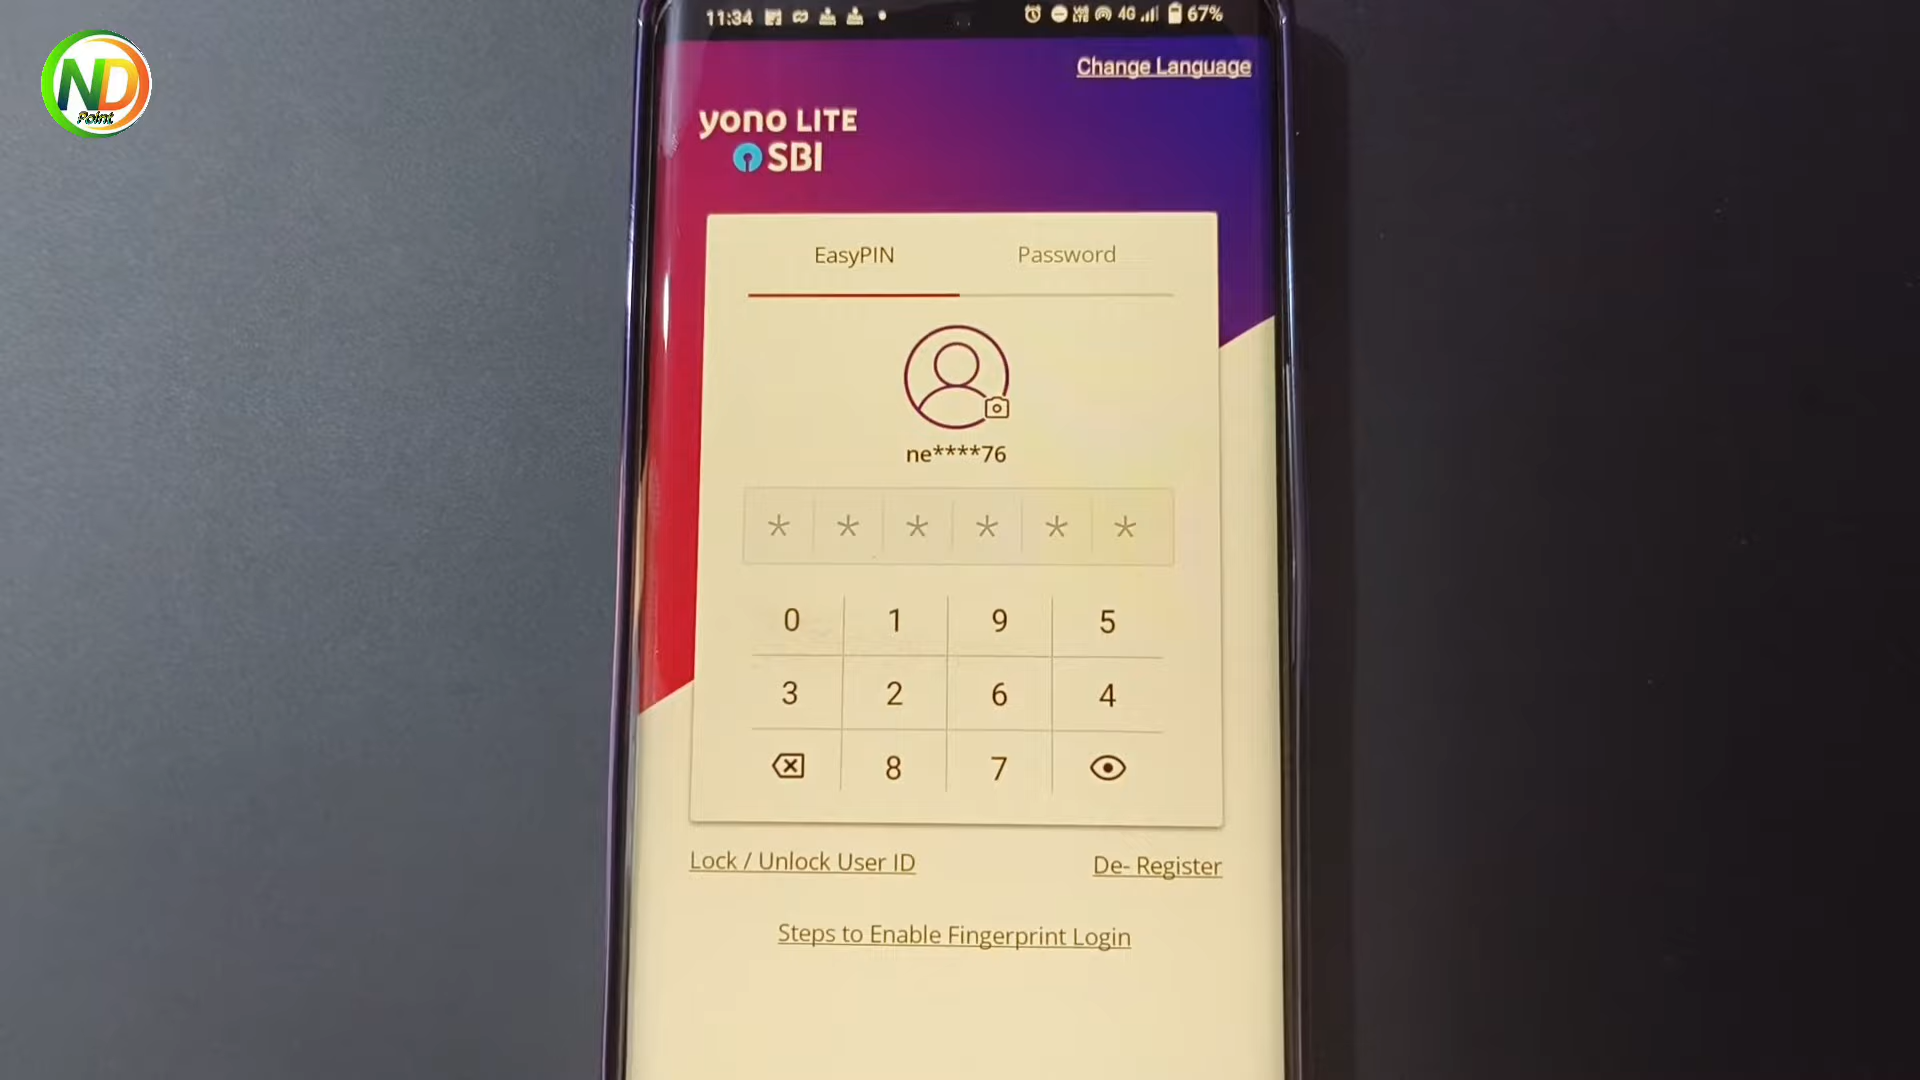 ND
Point
11:34
4G
67%
Change Language
yono LITE
SBI
EasyPIN Password
ne****76
* * * * * *
0 1 9 5
3 2 6 4
8 7
Lock / Unlock User ID
De- Register
Steps to Enable Fingerprint Login